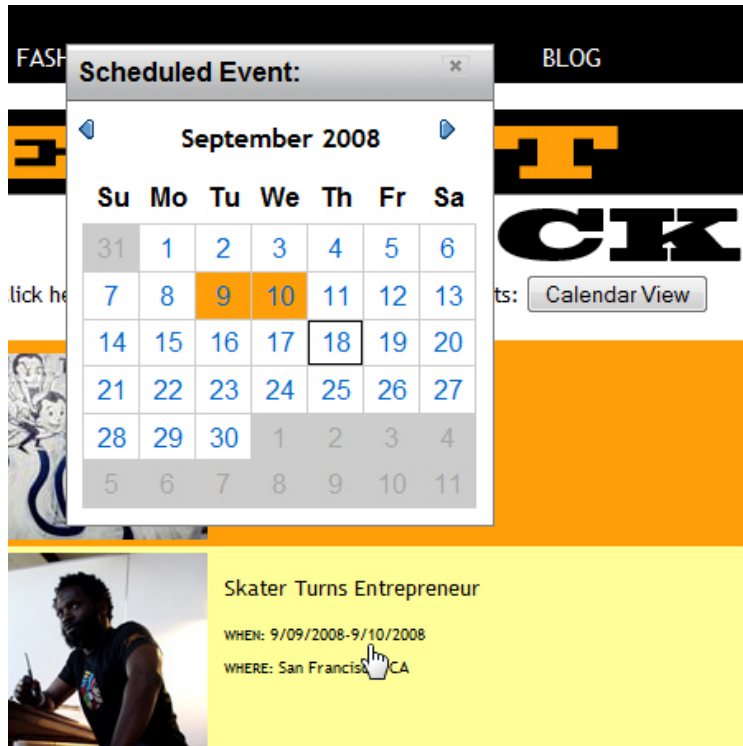 FASH BLOG
Scheduled Event:
September 2008
Su Mo Tu We Th Fr Sa
31 1 2 3 4 5 6
7 8 9 10 11 12 13
14 15 16 17 18 19 20
21 22 23 24 25 26 27
28 29 30 1 2 3 4
5 6 7 8 9 10 11
E T
CK
lick he ts: Calendar View
Skater Turns Entrepreneur
WHEN: 9/09/2008-9/10/2008
WHERE: San Francisco CA